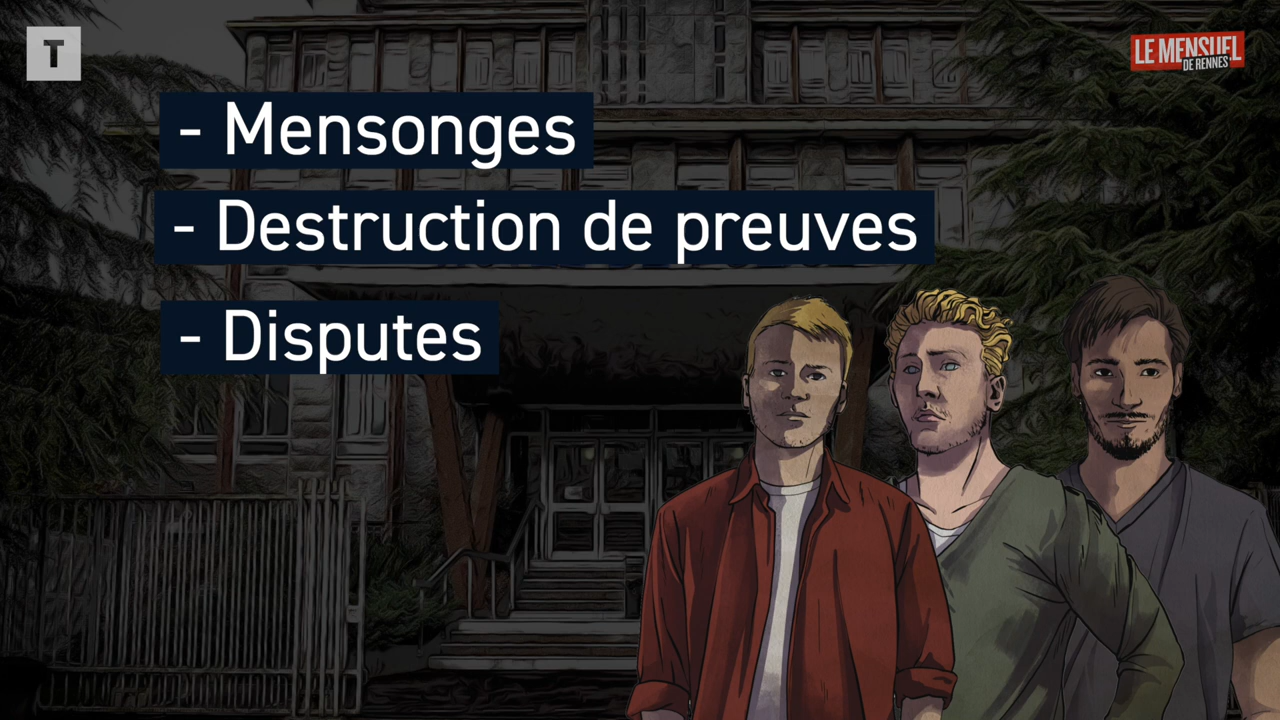 T
LE MENSUEL
DE RENNES
- Mensonges
- Destruction de preuves
- Disputes